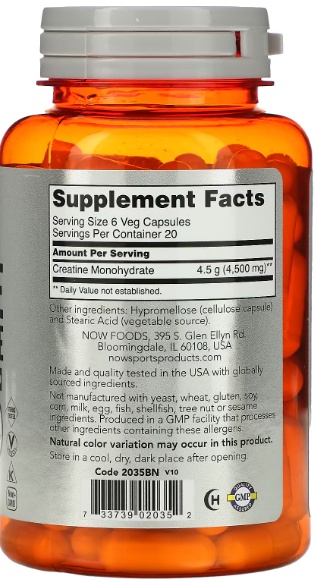 Supplement Facts
Serving Size 6 Veg Capsules
Servings Per Container 20
Amount Per Serving
Creatine Monohydrate 4.5 g (4,500 mg)**
** Daily Value not established.
Other ingredients: Hypromellose (cellulose capsule)
and Stearic Acid (vegetable source).
NOW FOODS, 395 S. Glen Ellyn Rd.
Bloomingdale, IL 60108, USA
nowsportsproducts.com
Made and quality tested in the USA with globally
sourced ingredients.
Not manufactured with yeast, wheat, gluten, soy,
corn, milk, egg, fish, shellfish, tree nut or sesame
ingredients. Produced in a GMP facility that processes
other ingredients containing these allergens.
Natural color variation may occur in this product.
Store in a cool, dry, dark place after opening.
Code 2035BN V10
H
GMP
7 33739 02035 2